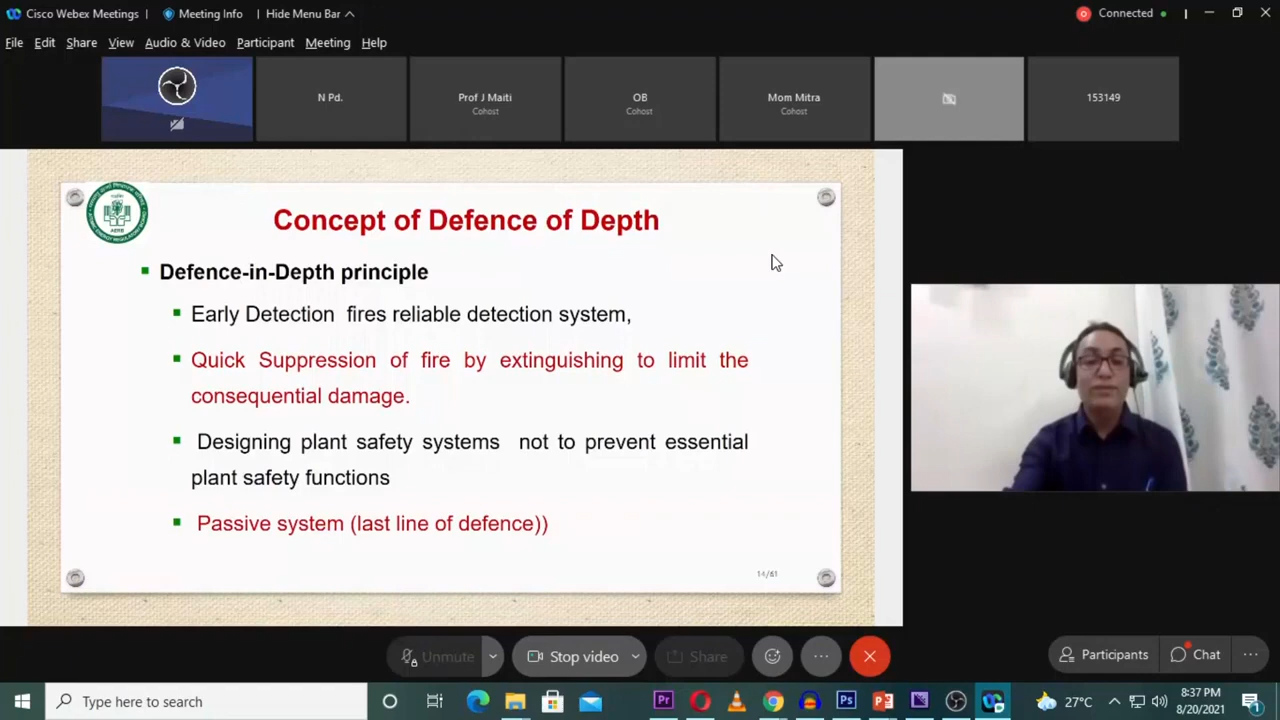 Cisco Webex Meetings
Meeting Info
Hide Menu Bar
Connected
File Edit Share View Audio & Video Participant Meeting Help
N Pd.
Prof J Maiti
Cohost
OB
Cohost
Mom Mitra
Cohost
153149
AERB
Concept of Defence of Depth
Defence-in-Depth principle
Early Detection fires reliable detection system,
Quick Suppression of fire by extinguishing to limit the
consequential damage.
Designing plant safety systems not to prevent essential
plant safety functions
Passive system (last line of defence))
14/61
Unmute
Stop video
Share
Participants
Chat
Type here to search
Pr
Ps
27°C
8:37 PM
8/20/2021
1